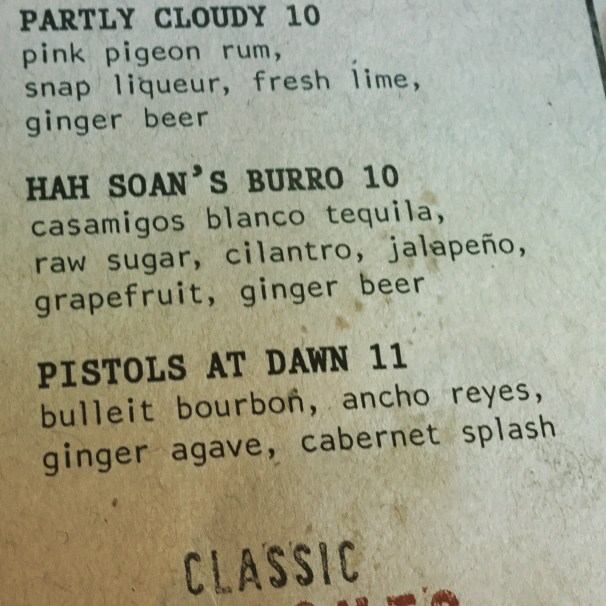 PARTLY CLOUDY 10
pink pigeon rum,
snap liqueur, fresh lime,
ginger beer
HAH SOAN'S BURRO 10
casamigos blanco tequila,
raw sugar, cilantro, jalapeño,
grapefruit, ginger beer
PISTOLS AT DAWN 11
bulleit bourbon, ancho reyes,
ginger agave, cabernet splash
CLASSIC